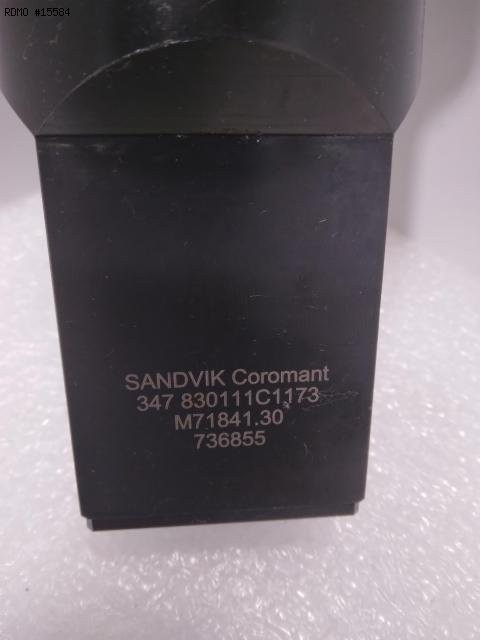 RDMO #15584
SANDVIK Coromant
347 830111C1173
M71841.30
736855